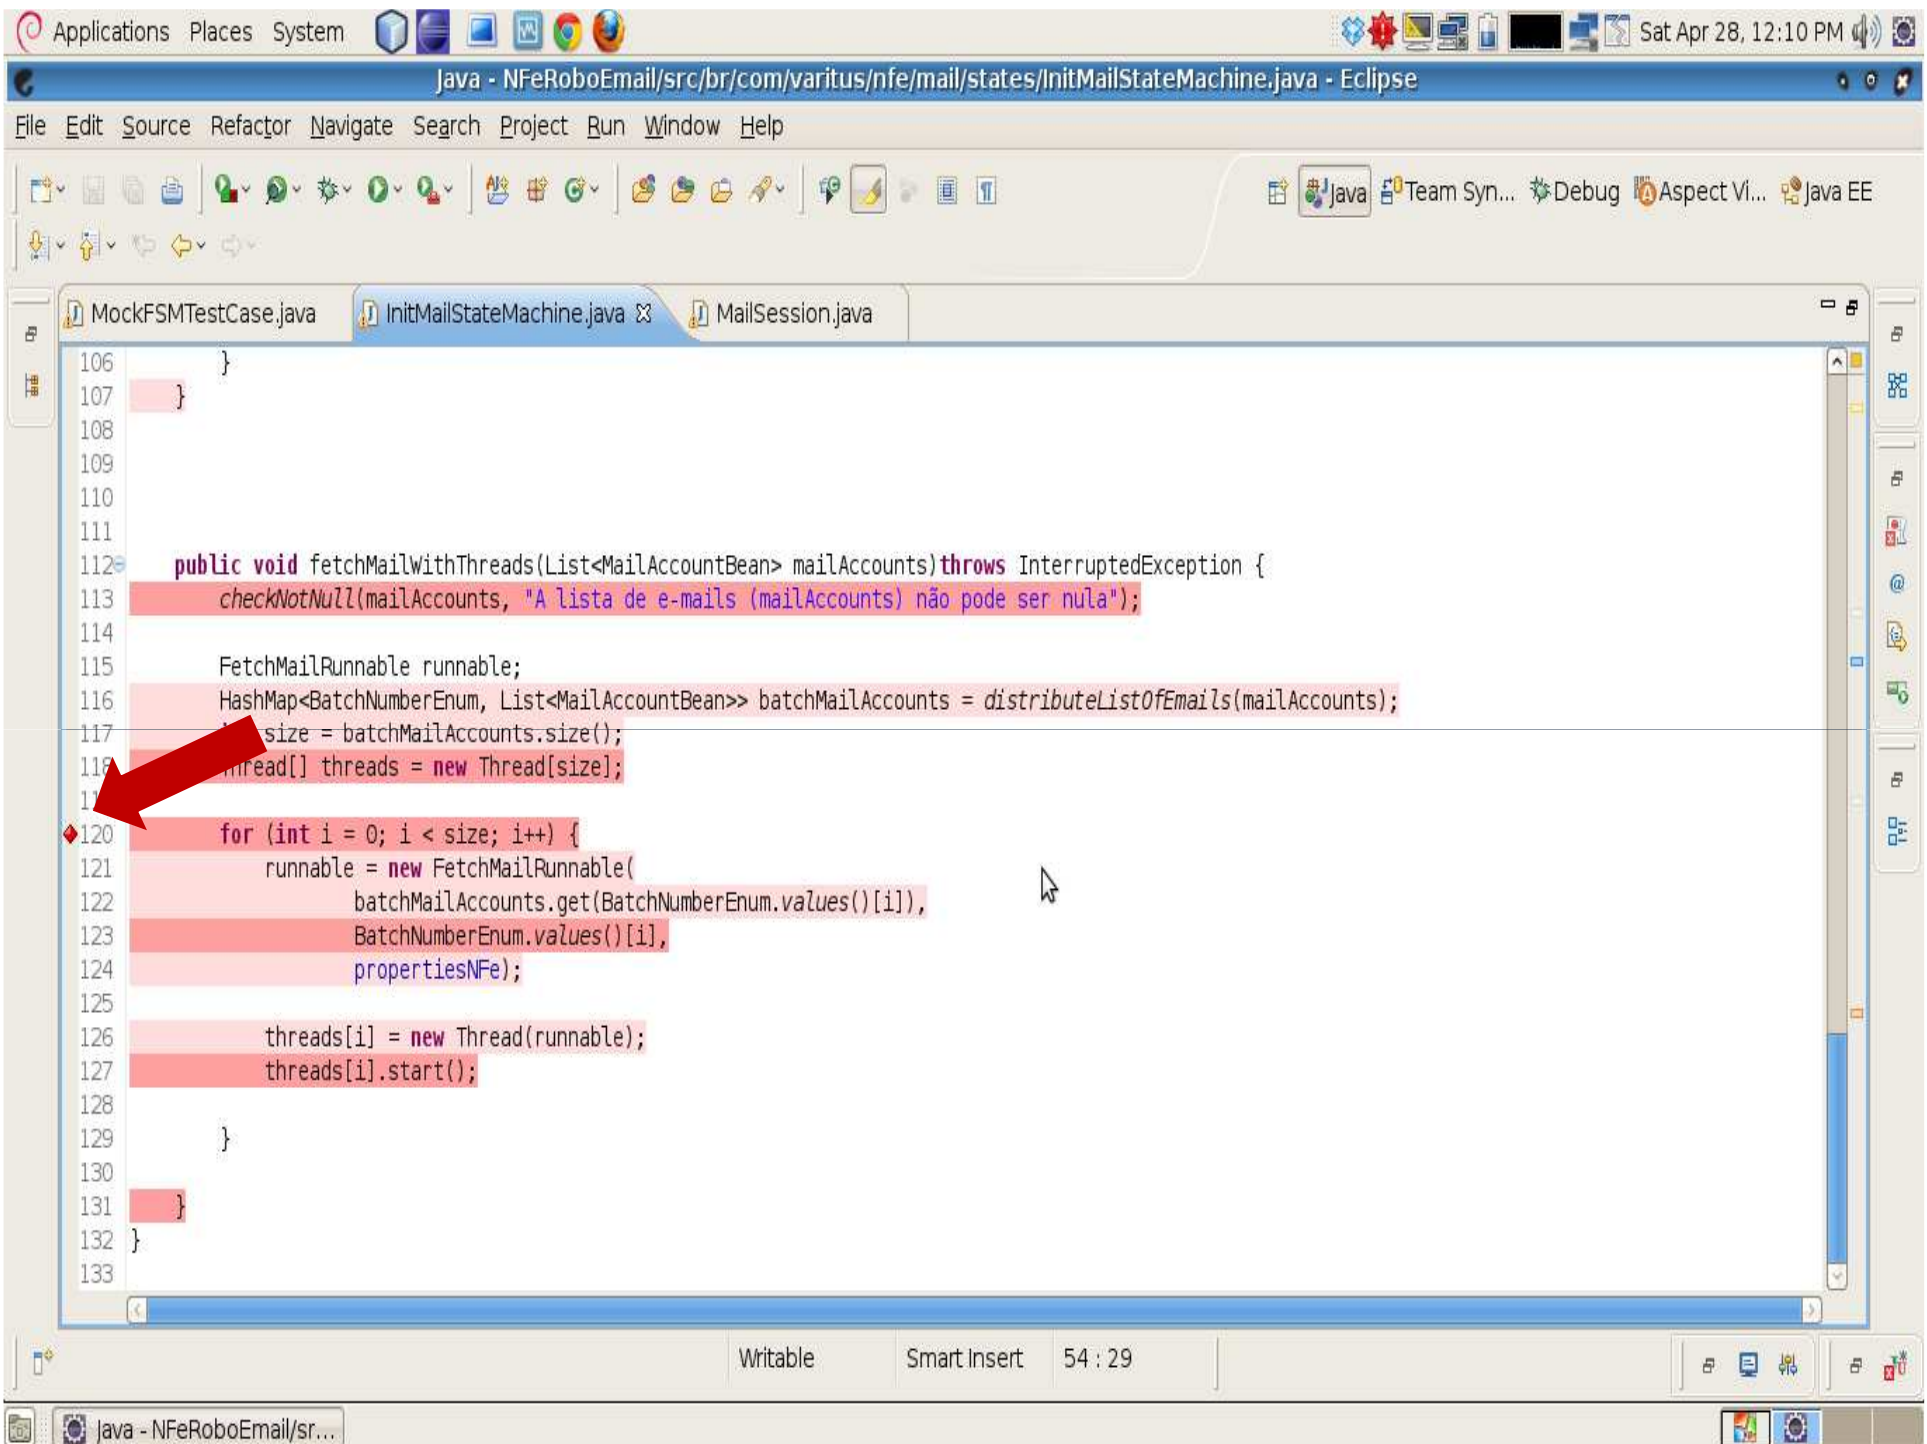 Applications Places System Sat Apr 28, 12:10 PM
Java - NFeRoboEmail/src/br/com/varitus/nfe/mail/states/InitMailStateMachine.java - Eclipse
File Edit Source Refactor Navigate Search Project Run Window Help
Java Team Syn... Debug Aspect Vi... Java EE
MockFSMTestCase.java InitMailStateMachine.java MailSession.java
106 }
107 }
108
109
110
111
112 public void fetchMailWithThreads(List<MailAccountBean> mailAccounts)throws InterruptedException {
113 checkNotNull(mailAccounts, "A lista de e-mails (mailAccounts) não pode ser nula");
114
115 FetchMailRunnable runnable;
116 HashMap<BatchNumberEnum, List<MailAccountBean>> batchMailAccounts = distributeListOfEmails(mailAccounts);
117 size = batchMailAccounts.size();
118 Thread[] threads = new Thread[size];
120 for (int i = 0; i < size; i++) {
121 runnable = new FetchMailRunnable(
122 batchMailAccounts.get(BatchNumberEnum.values()[i]),
123 BatchNumberEnum.values()[i],
124 propertiesNFe);
125
126 threads[i] = new Thread(runnable);
127 threads[i].start();
128
129 }
130
131 }
132 }
133
Writable Smart Insert 54 : 29
Java - NFeRoboEmail/sr...